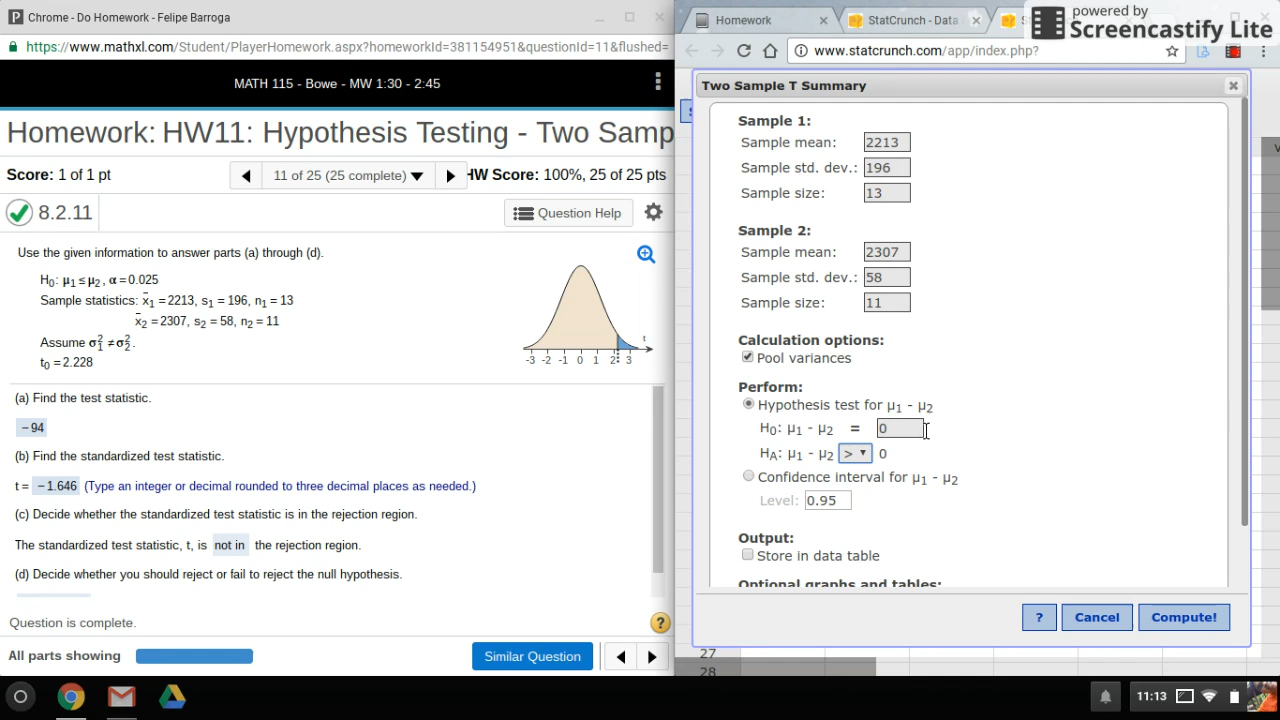 Chrome - Do Homework - Felipe Barroga
https://www.mathxl.com/Student/PlayerHomework.aspx?homeworkId=381154951&questionId=11&flushed=
MATH 115 - Bowe - MW 1:30 - 2:45
Homework: HW11: Hypothesis Testing - Two Samp
Score: 1 of 1 pt
11 of 25 (25 complete)
HW Score: 100%, 25 of 25 pts
8.2.11
Question Help
Use the given information to answer parts (a) through (d).
H₀: μ₁ ≤ μ₂, α = 0.025
Sample statistics: x̄₁ = 2213, s₁ = 196, n₁ = 13
x̄₂ = 2307, s₂ = 58, n₂ = 11
Assume σ₁² ≠ σ₂².
t₀ = 2.228
t
-3 -2 -1 0 1 2 3
(a) Find the test statistic.
- 94
(b) Find the standardized test statistic.
t = - 1.646 (Type an integer or decimal rounded to three decimal places as needed.)
(c) Decide whether the standardized test statistic is in the rejection region.
The standardized test statistic, t, is not in the rejection region.
(d) Decide whether you should reject or fail to reject the null hypothesis.
Question is complete.
?
All parts showing
Similar Question
Homework
StatCrunch - Data
powered by
Screencastify Lite
www.statcrunch.com/app/index.php?
Two Sample T Summary
Sample 1:
Sample mean: 2213
Sample std. dev.: 196
Sample size: 13
Sample 2:
Sample mean: 2307
Sample std. dev.: 58
Sample size: 11
Calculation options:
Pool variances
Perform:
Hypothesis test for μ₁ - μ₂
H₀: μ₁ - μ₂ = 0
H_A: μ₁ - μ₂ > 0
Confidence interval for μ₁ - μ₂
Level: 0.95
Output:
Store in data table
Optional graphs and tables:
? Cancel Compute!
27
28
11:13